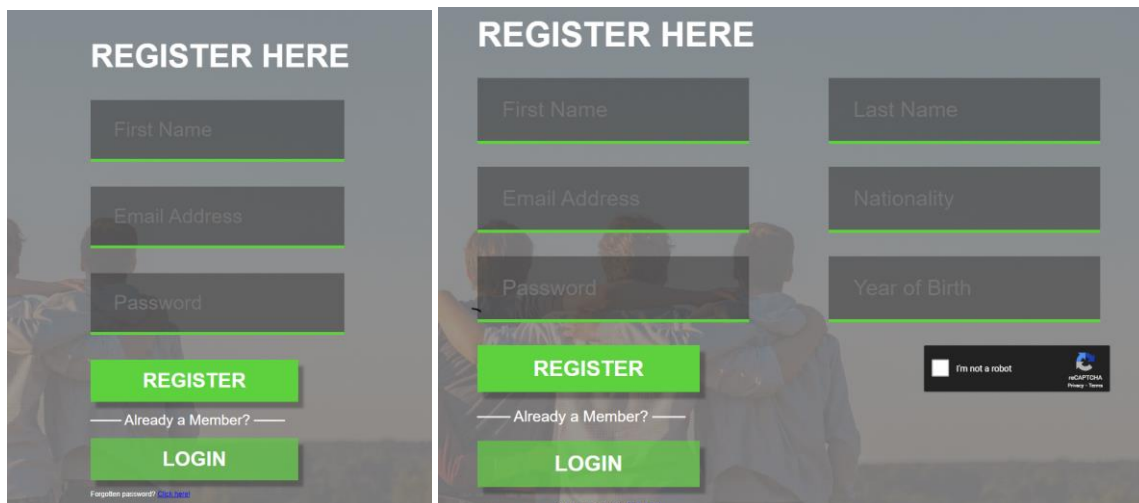 REGISTER HERE
First Name
Email Address
Password
REGISTER
Already a Member?
LOGIN
Forgotten password? Click here!
REGISTER HERE
First Name Last Name
Email Address Nationality
Password Year of Birth
REGISTER
I'm not a robot
reCAPTCHA
Privacy - Terms
Already a Member?
LOGIN